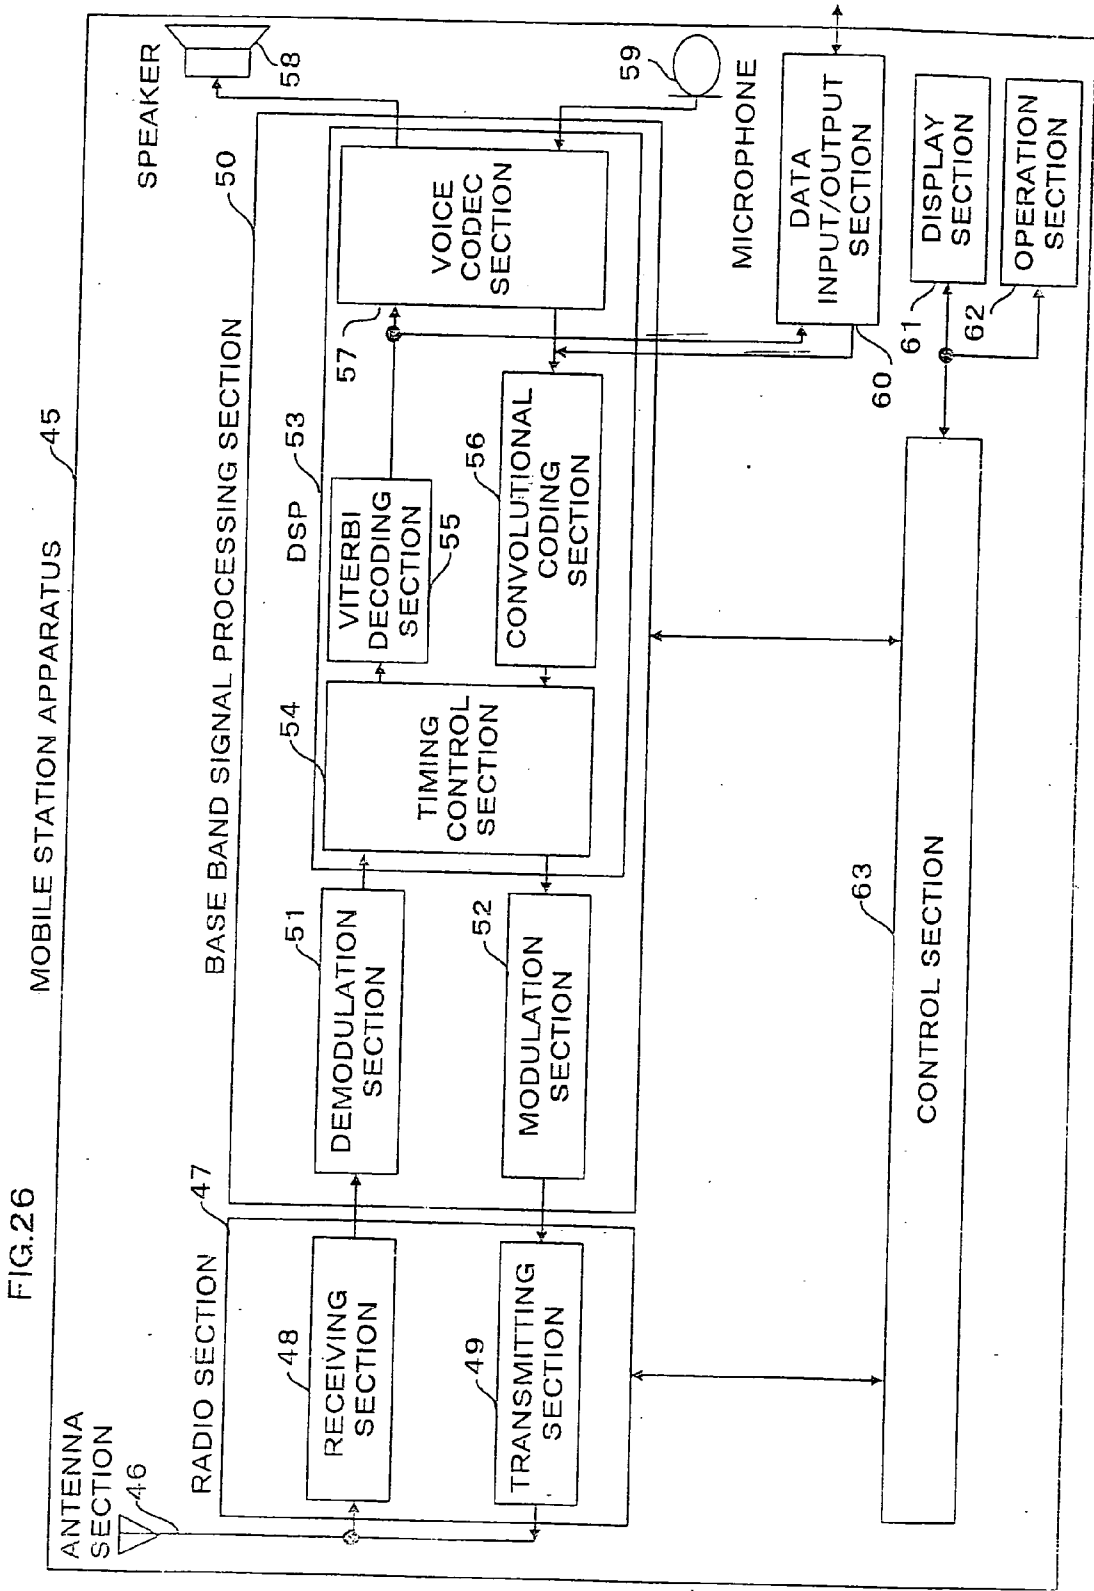 FIG.26
MOBILE STATION APPARATUS
45
ANTENNA
SECTION
46
RADIO SECTION
47
48
RECEIVING
SECTION
49
TRANSMITTING
SECTION
BASE BAND SIGNAL PROCESSING SECTION
50
51
DEMODULATION
SECTION
52
MODULATION
SECTION
DSP
53
54
TIMING
CONTROL
SECTION
VITERBI
DECODING
SECTION
55
56
CONVOLUTIONAL
CODING
SECTION
57
VOICE
CODEC
SECTION
SPEAKER
58
59
MICROPHONE
DATA
INPUT/OUTPUT
SECTION
60
61
DISPLAY
SECTION
62
OPERATION
SECTION
63
CONTROL SECTION